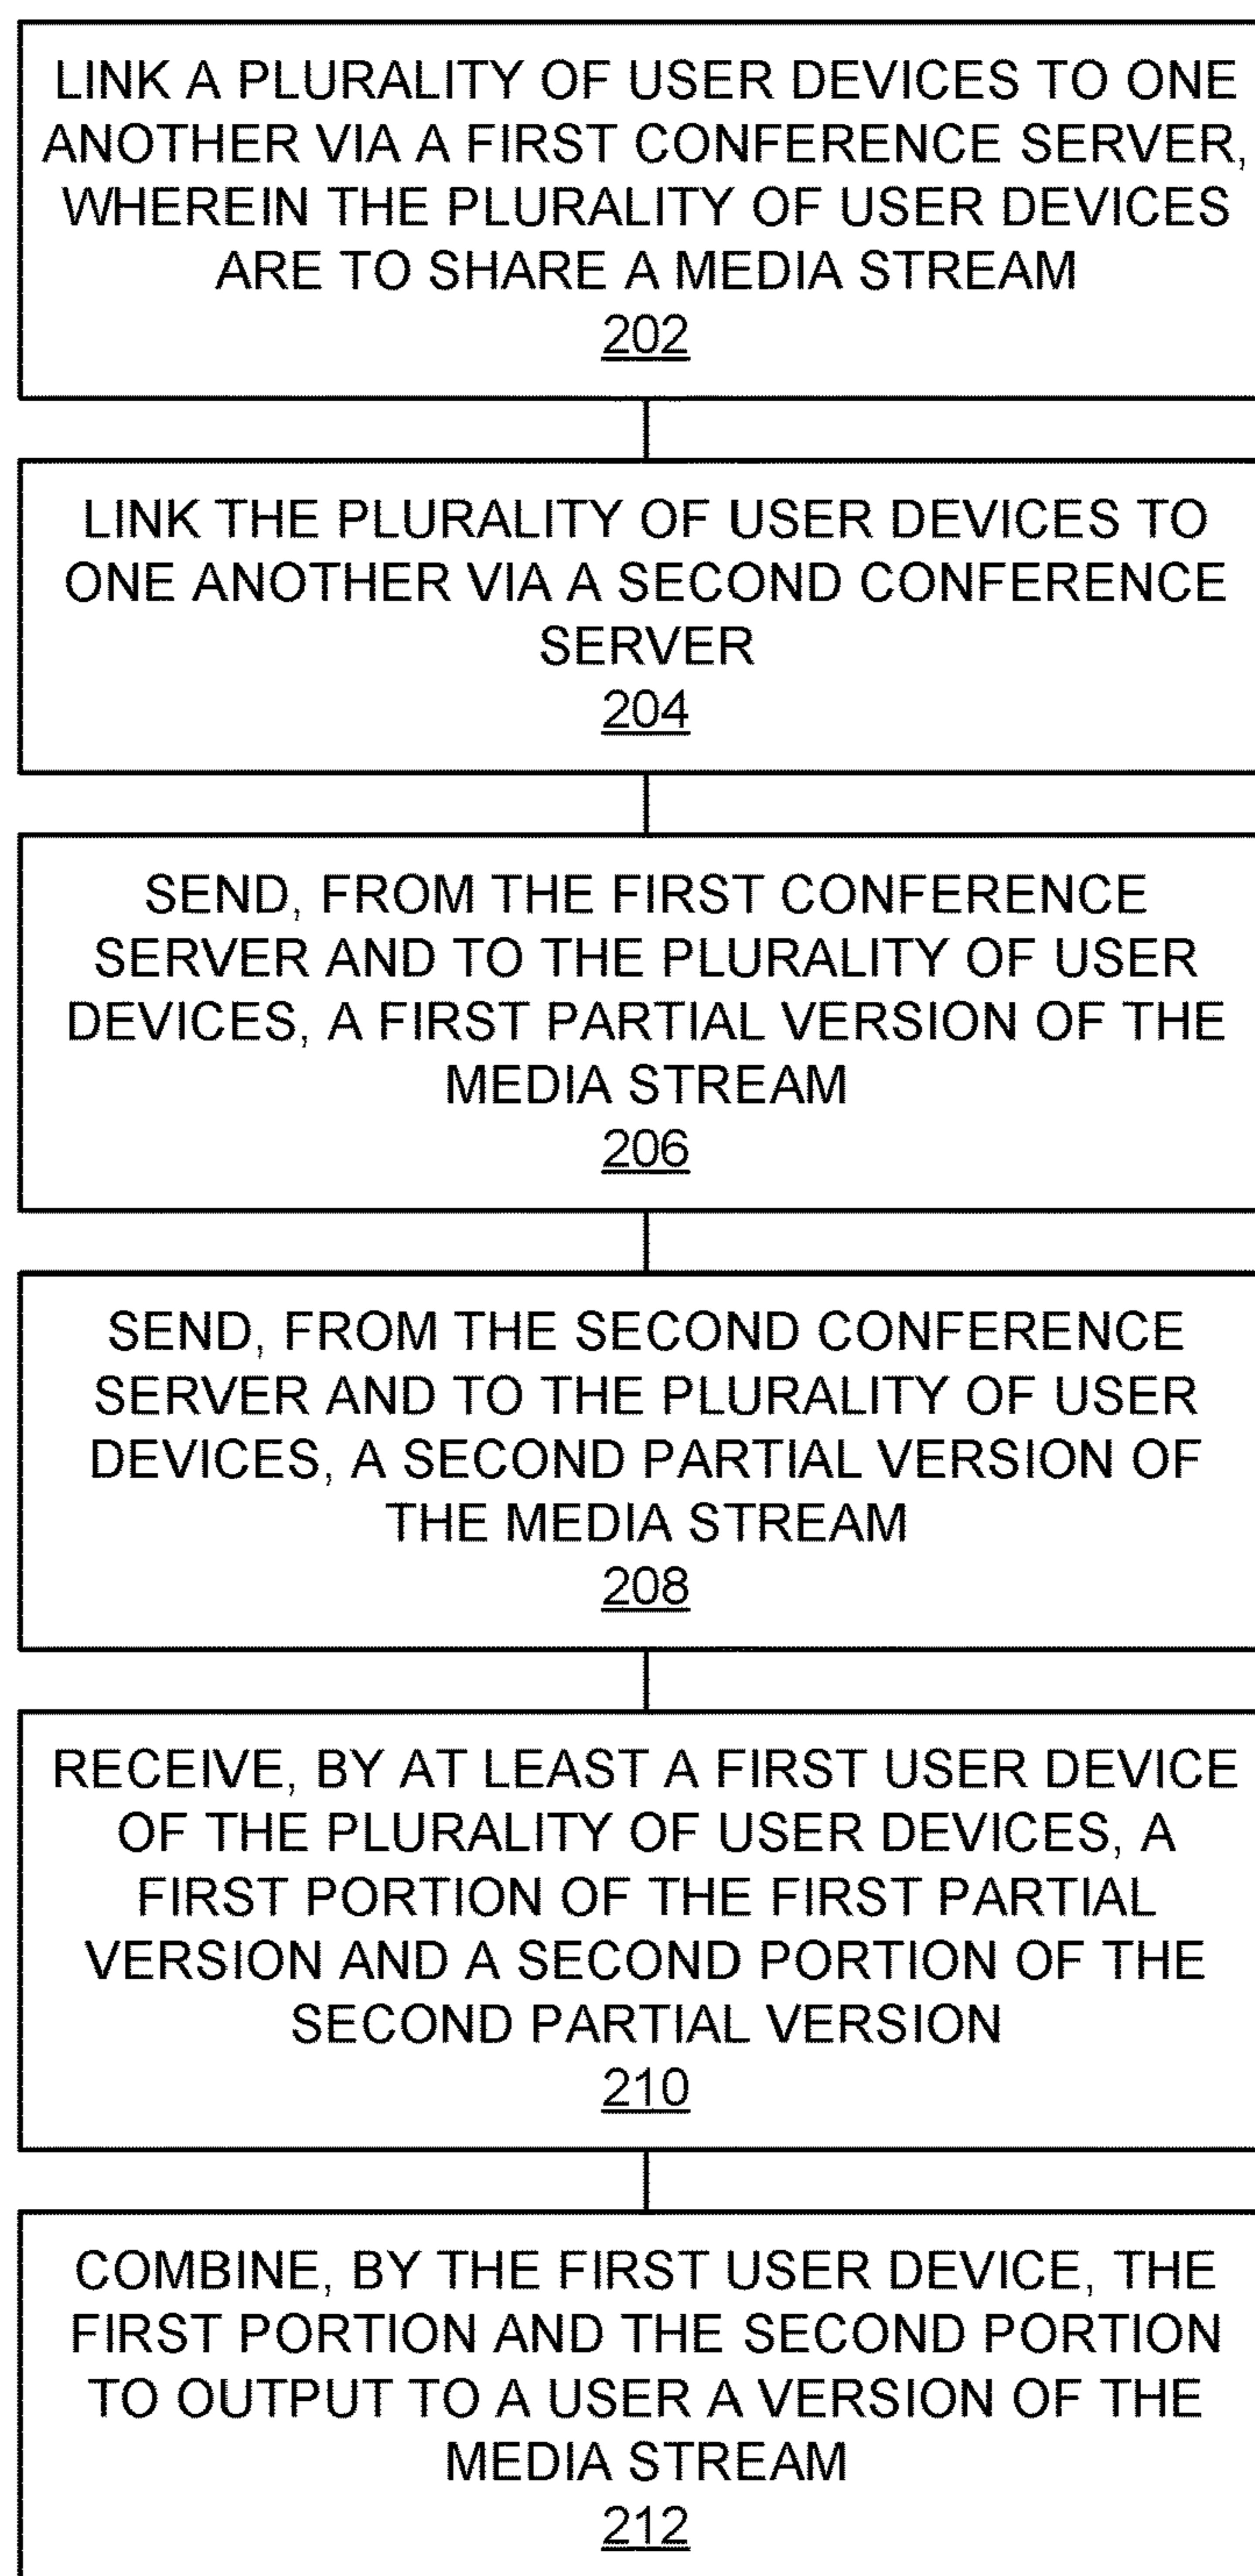 LINK A PLURALITY OF USER DEVICES TO ONE
ANOTHER VIA A FIRST CONFERENCE SERVER,
WHEREIN THE PLURALITY OF USER DEVICES
ARE TO SHARE A MEDIA STREAM
202
LINK THE PLURALITY OF USER DEVICES TO
ONE ANOTHER VIA A SECOND CONFERENCE
SERVER
204
SEND, FROM THE FIRST CONFERENCE
SERVER AND TO THE PLURALITY OF USER
DEVICES, A FIRST PARTIAL VERSION OF THE
MEDIA STREAM
206
SEND, FROM THE SECOND CONFERENCE
SERVER AND TO THE PLURALITY OF USER
DEVICES, A SECOND PARTIAL VERSION OF
THE MEDIA STREAM
208
RECEIVE, BY AT LEAST A FIRST USER DEVICE
OF THE PLURALITY OF USER DEVICES, A
FIRST PORTION OF THE FIRST PARTIAL
VERSION AND A SECOND PORTION OF THE
SECOND PARTIAL VERSION
210
COMBINE, BY THE FIRST USER DEVICE, THE
FIRST PORTION AND THE SECOND PORTION
TO OUTPUT TO A USER A VERSION OF THE
MEDIA STREAM
212